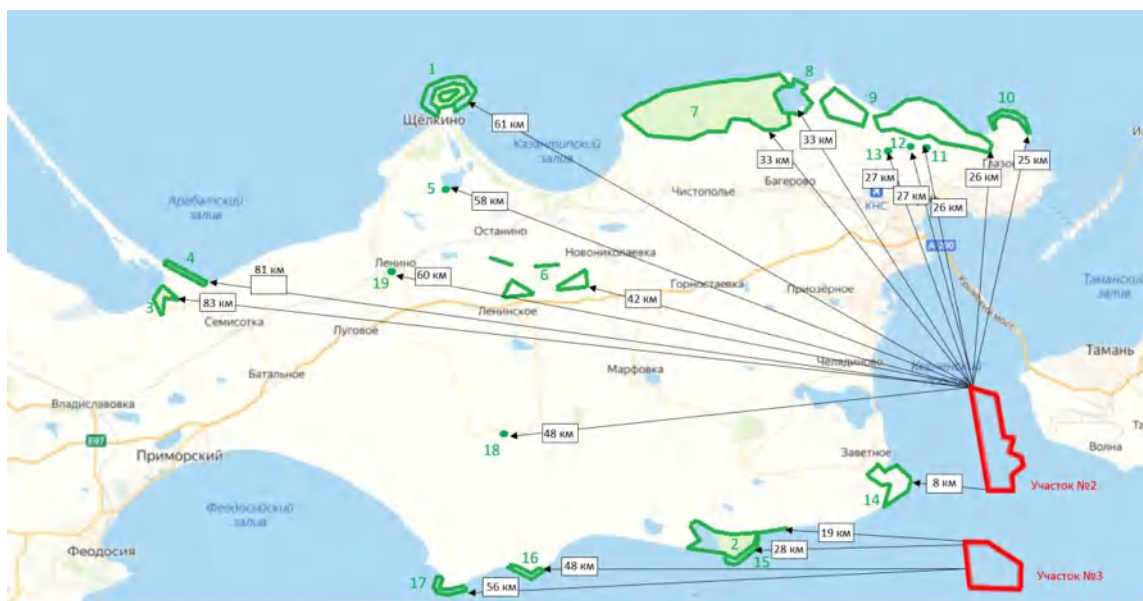 1
Щёлкино
61 км
Казантипский
залив
7
8
9
10
33 км
33 км
13
12
11
27 км
27 км
26 км
26 км
25 км
Багерово
КНС
Чистополье
5
58 км
Арабатский
залив
Останино
4
81 км
Ленино
19
60 км
6
Новониколаевка
42 км
Горностаевка
Приозёрное
Крымский мост
Таманский
залив
3
83 км
Семисотка
Луговое
Ленинское
Батальное
Марфовка
Челядиново
Тамань
Владиславовка
E97
Приморский
18
48 км
Заветное
14
8 км
Волна
Участок №2
Феодосийский
залив
Феодосия
2
15
19 км
28 км
16
48 км
17
56 км
Участок №3